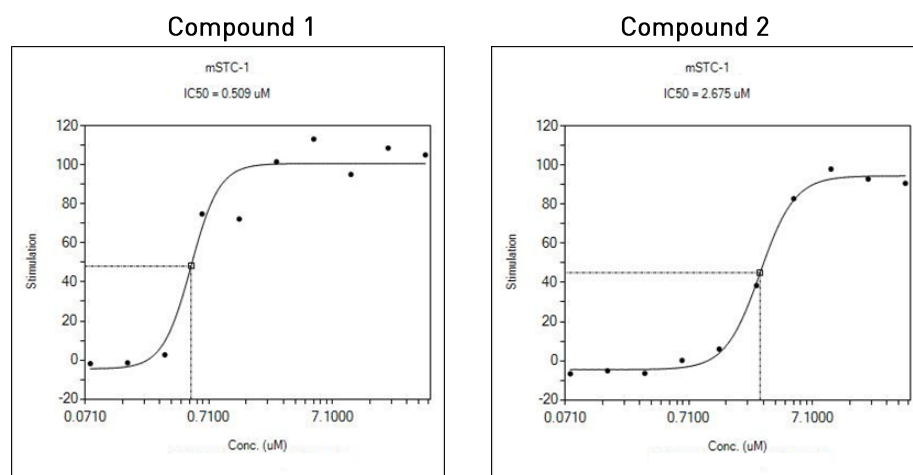 Compound 1
mSTC-1
IC50 = 0.509 uM
120
100
80
60
40
20
0
-20
Stimulation
0.0710 0.7100 7.1000
Conc. (uM)
Compound 2
mSTC-1
IC50 = 2.675 uM
120
100
80
60
40
20
0
-20
Stimulation
0.0710 0.7100 7.1000
Conc. (uM)